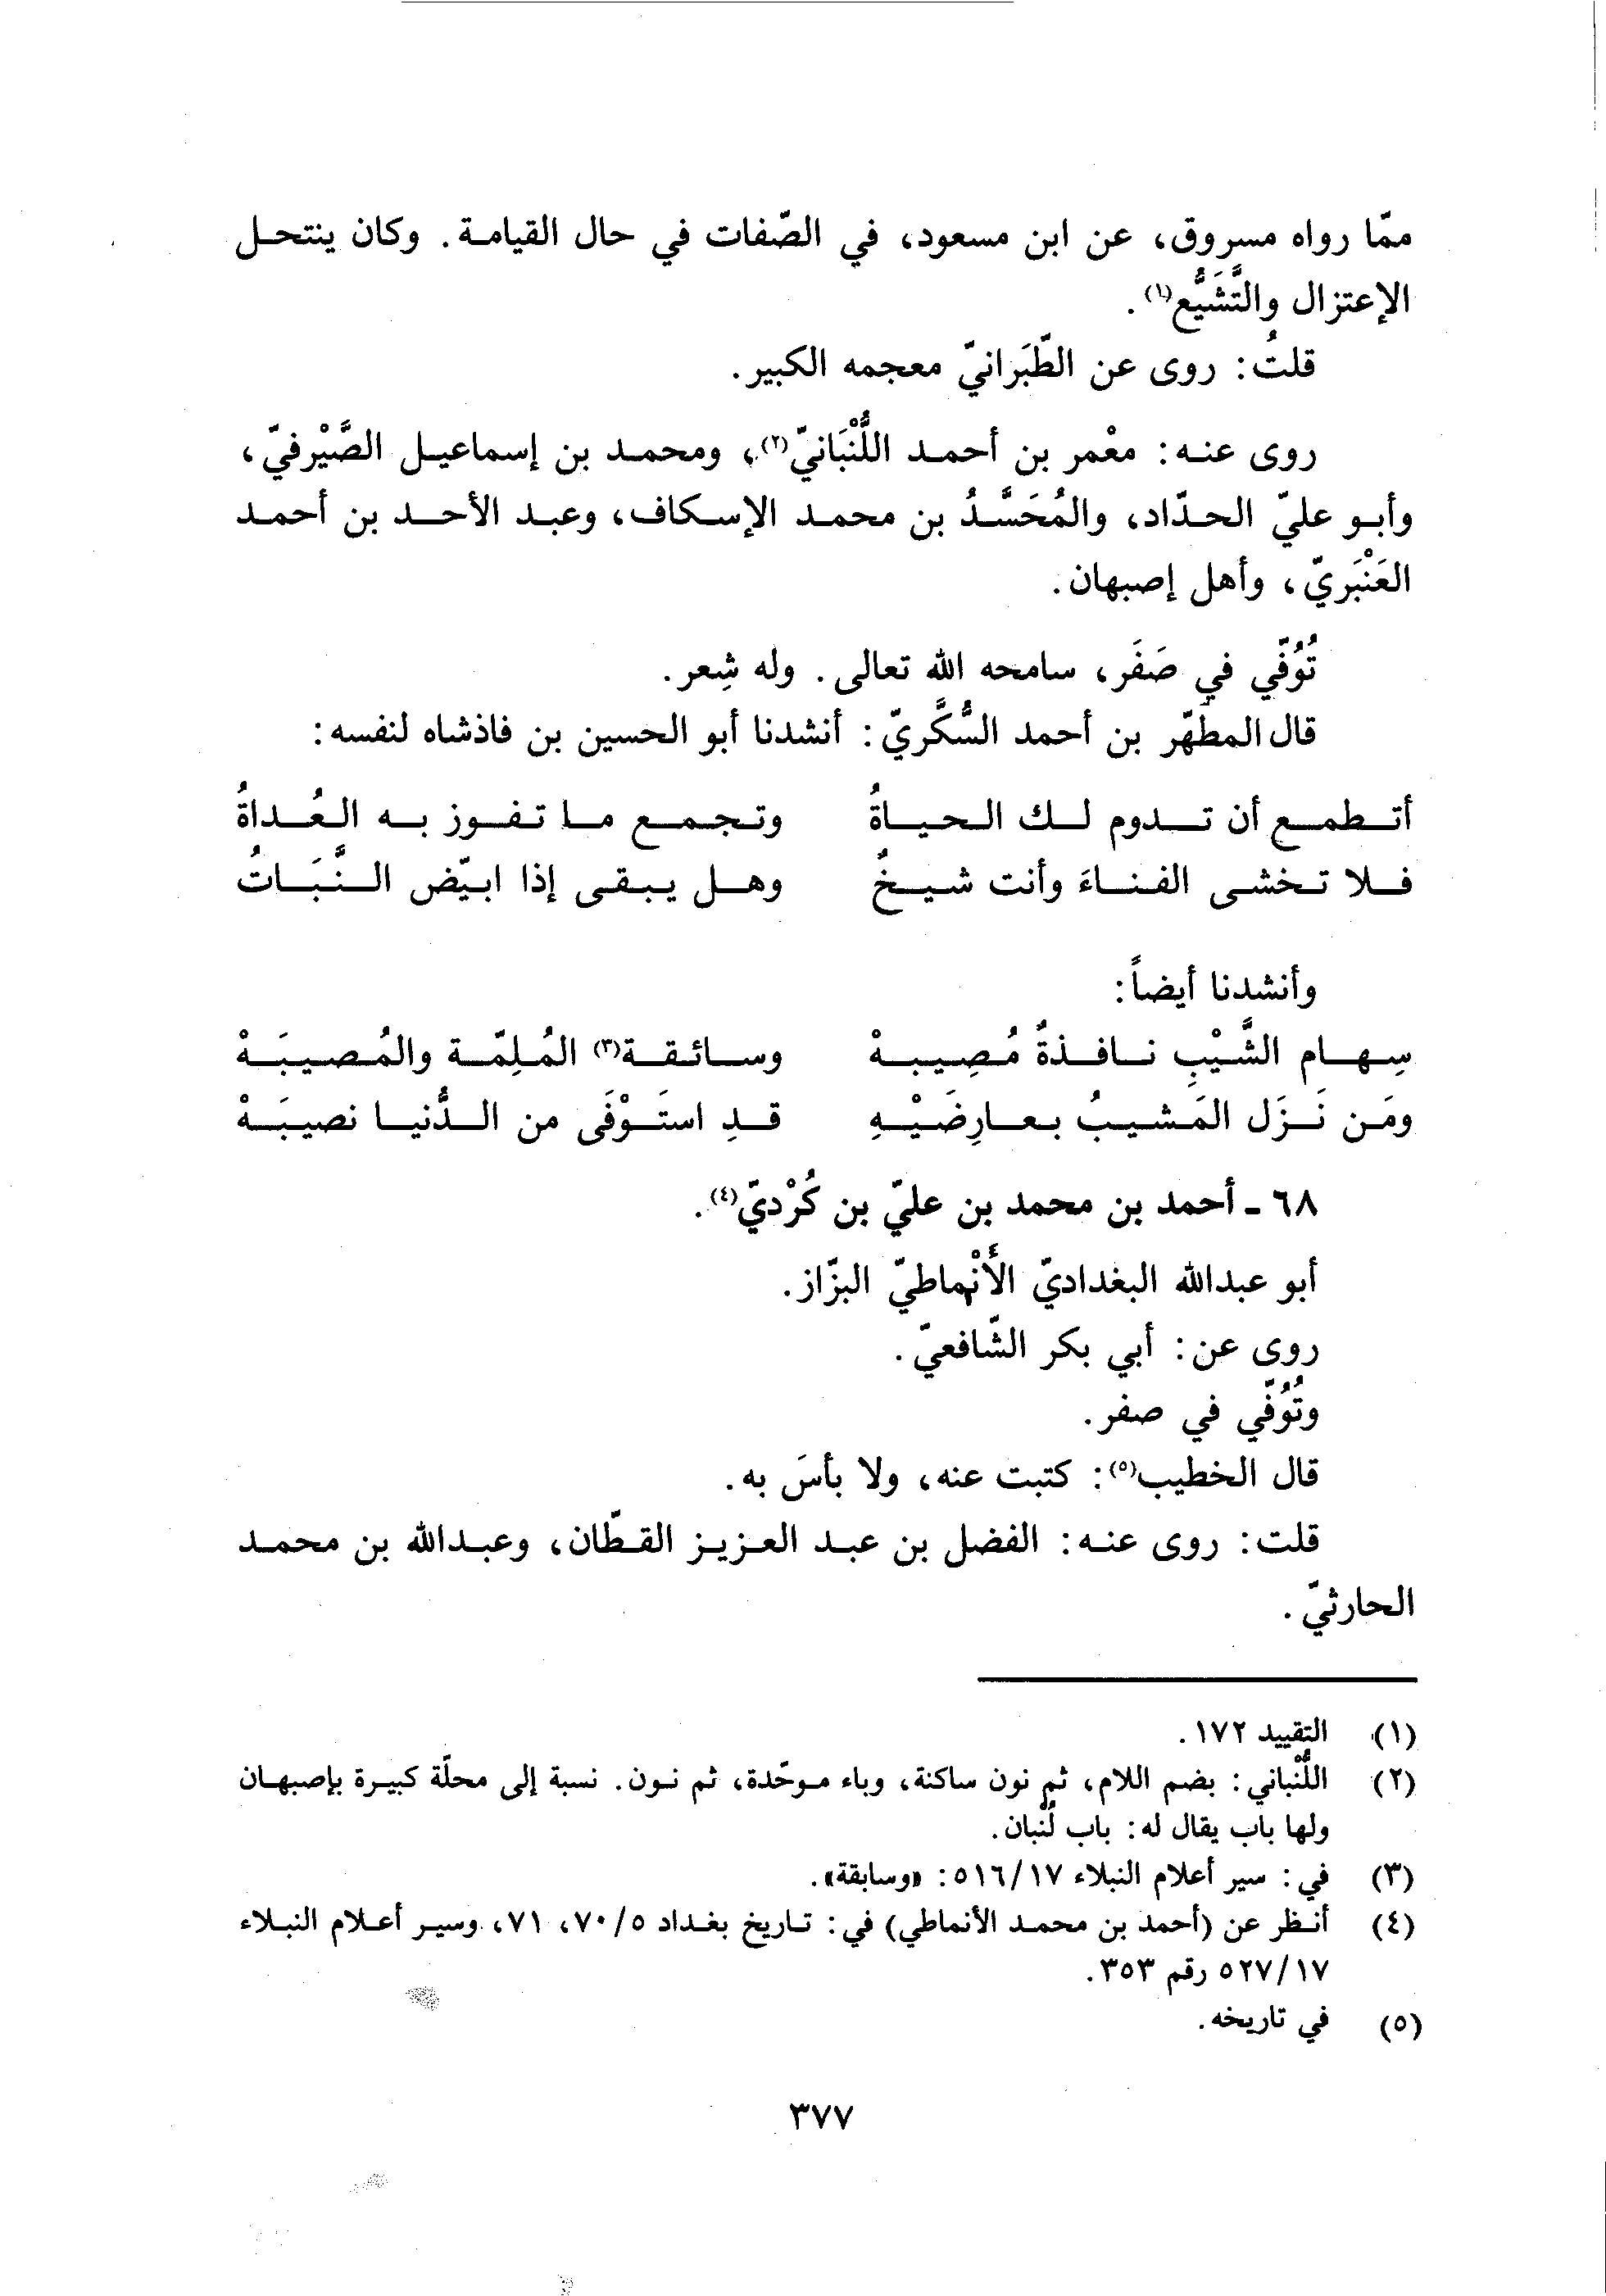 ممّا رواه مسروق، عن ابن مسعود، في الصّفات في حال القيامة. وكان ينتحل
الإعتزال والتَّشَيُّع(١).
قلتُ: روى عن الطَّبَرانيّ معجمه الكبير.
روى عنه: معْمر بن أحمد اللُّنْبَانيّ(٢)، ومحمد بن إسماعيل الصَّيْرفيّ،
وأبو عليّ الحدّاد، والمُحَسَّدُ بن محمد الإسكاف، وعبد الأحد بن أحمد
العَنْبَريّ، وأهل إصبهان.
تُوُفّي في صَفَر، سامحه الله تعالى. وله شِعر.
قال المطهّر بن أحمد السُّكَّريّ: أنشدنا أبو الحسين بن فاذشاه لنفسه:
أتطمع أن تدوم لك الحياةُ وتجمع ما تفوز به العُداةُ
فلا تخشى الفناءَ وأنت شيخٌ وهل يبقى إذا ابيّض النَّبَاتُ
وأنشدنا أيضاً:
سِهام الشَّيْبِ نافذةٌ مُصِيبهْ وسائقة(٣) المُلِمّة والمُصيبَهْ
ومَن نَزَل المَشيبُ بعارِضَيْهِ قدِ استَوْفَى من الدُّنيا نصيبَهْ
٦٨ ـ أحمد بن محمد بن عليّ بن كُرْديّ(٤).
أبو عبدالله البغداديّ الأَنْماطيّ البزّاز.
روى عن: أبي بكر الشّافعيّ.
وتُوُفّي في صفر.
قال الخطيب(٥): كتبت عنه، ولا بأسَ به.
قلت: روى عنه: الفضل بن عبد العزيز القطّان، وعبدالله بن محمد
الحارثيّ.
(١) التقييد ١٧٢.
(٢) اللُّنْباني: بضم اللام، ثم نون ساكنة، وباء موحّدة، ثم نون. نسبة إلى محلّة كبيرة بإصبهان
ولها باب يقال له: باب لُنْبان.
(٣) في: سير أعلام النبلاء ٥١٦/١٧: «وسابقة».
(٤) أنظر عن (أحمد بن محمد الأنماطي) في: تاريخ بغداد ٧٠/٥، ٧١، وسير أعلام النبلاء
٥٢٧/١٧ رقم ٣٥٣.
(٥) في تاريخه.
٣٧٧